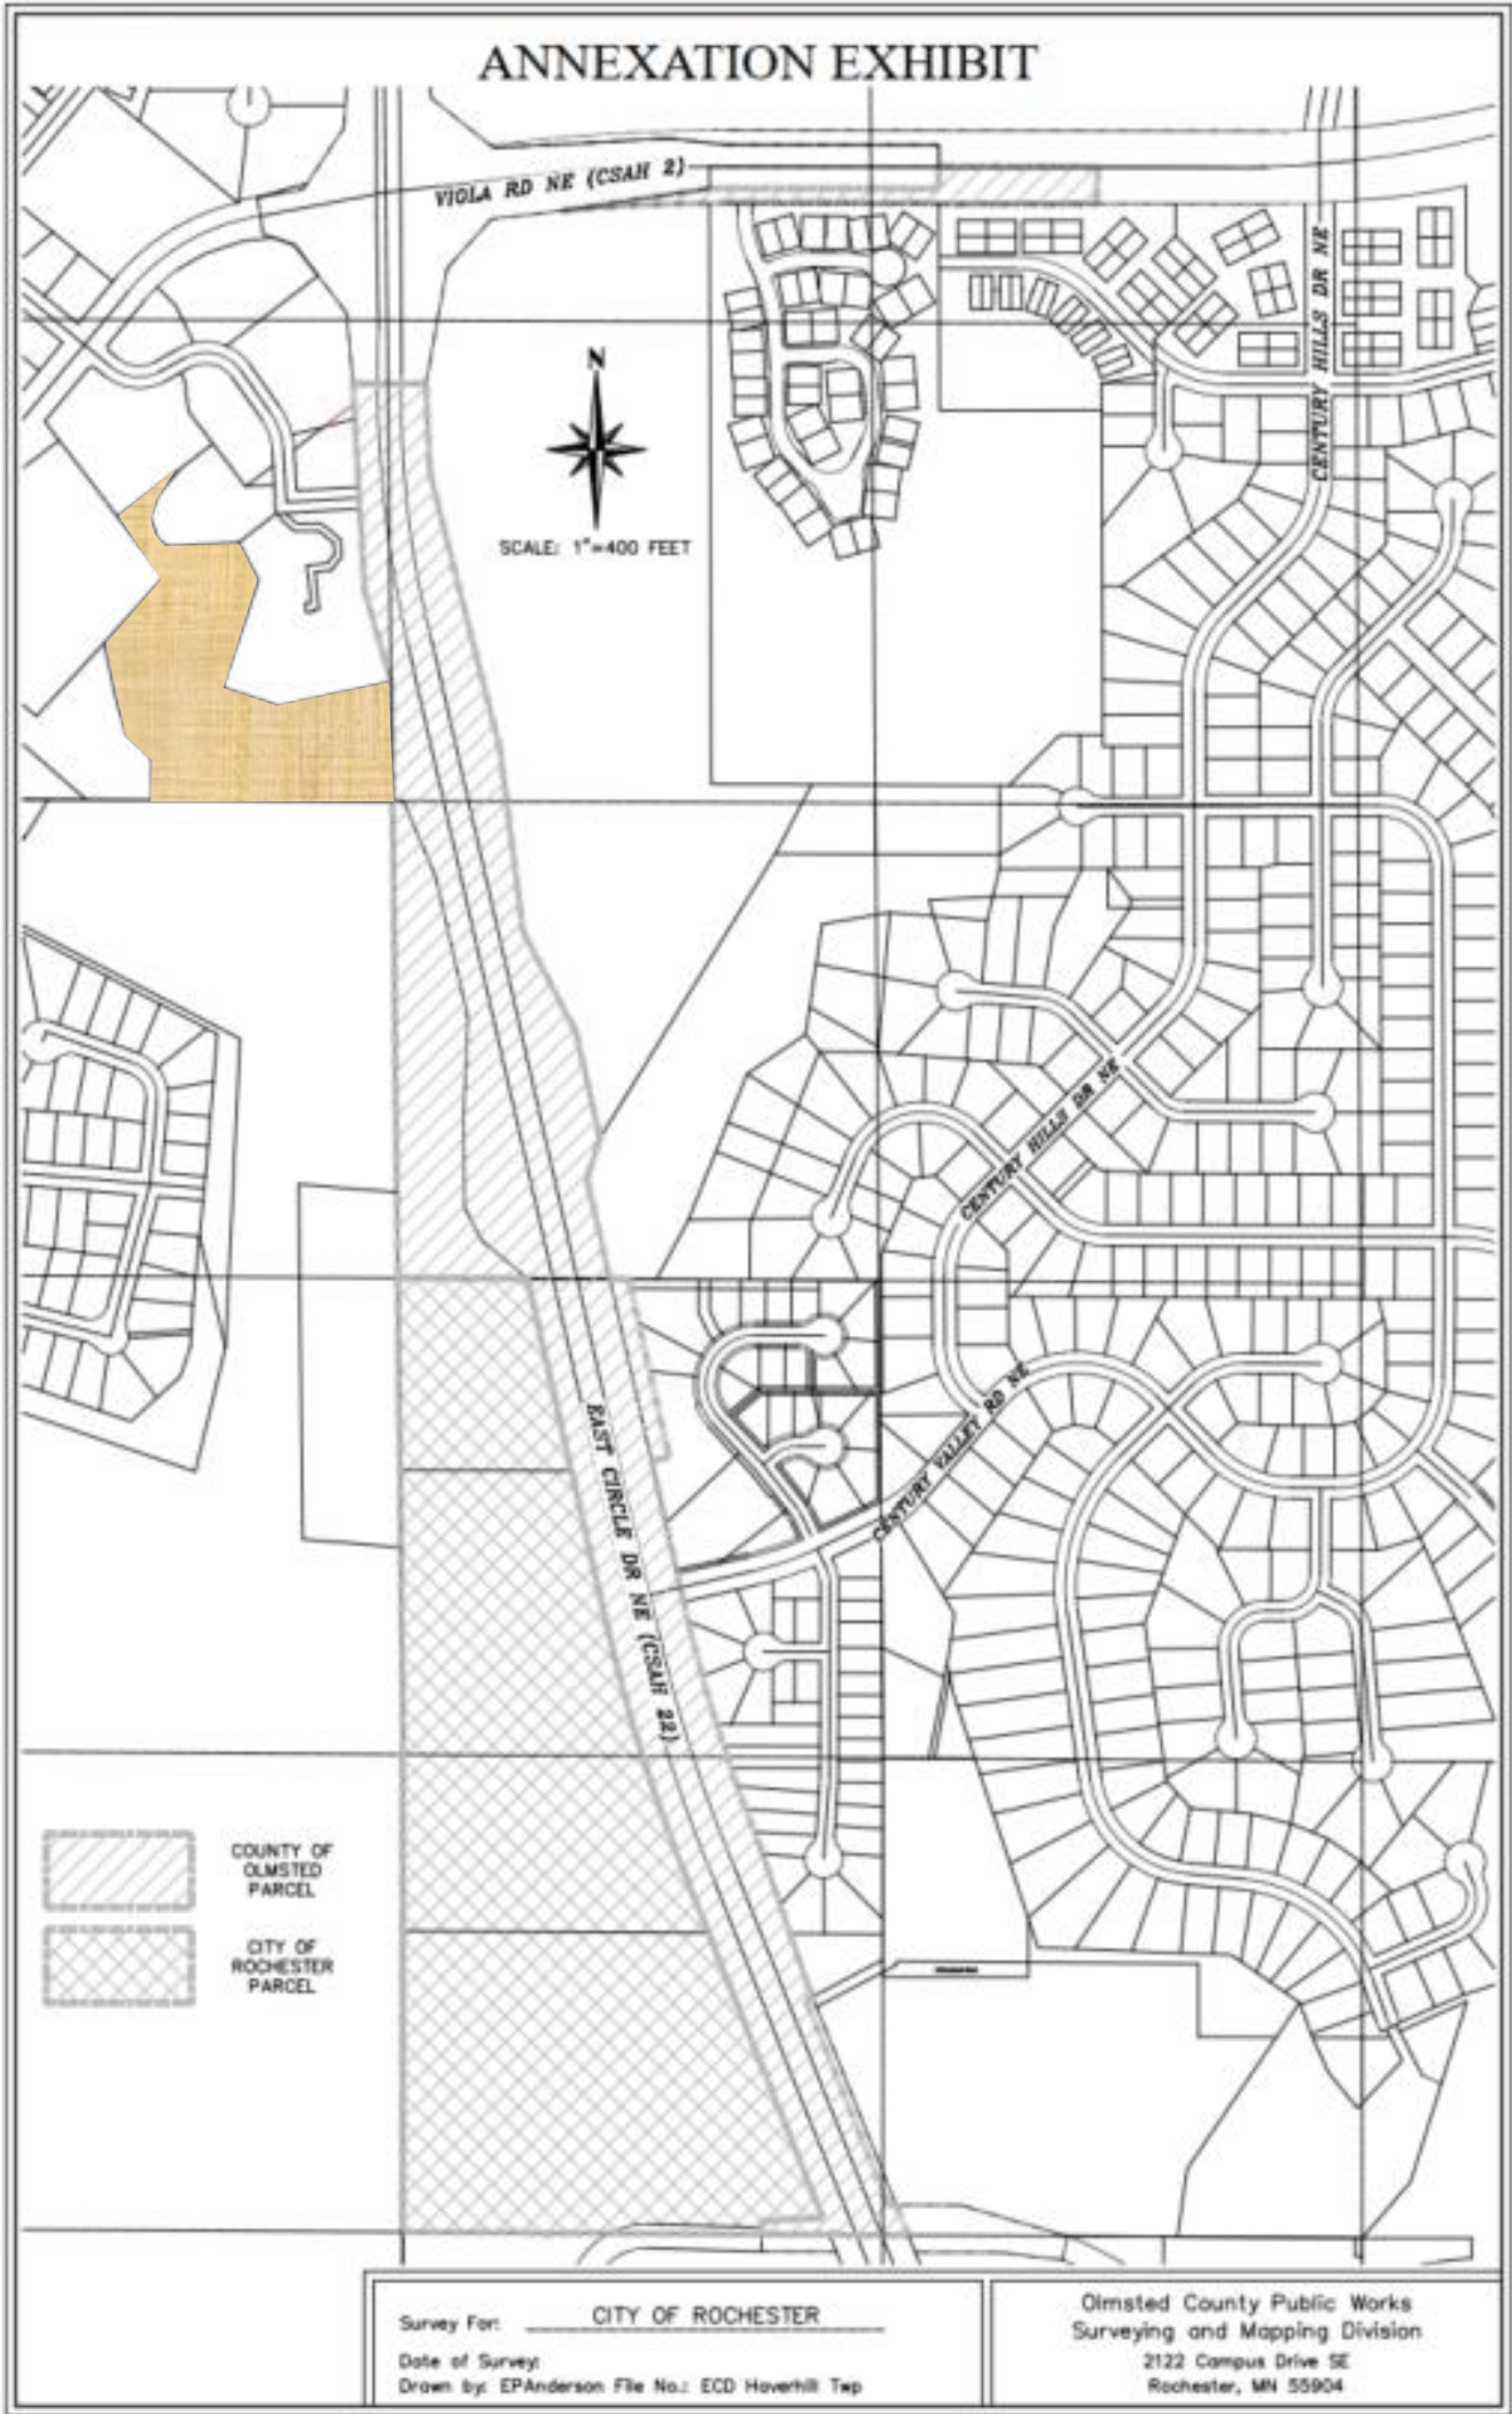 ANNEXATION EXHIBIT
VIOLA RD NE (CSAH 2)
CENTURY HILLS DR NE
N
SCALE: 1"=400 FEET
CENTURY HILLS DR NE
CENTURY VALLEY RD NE
EAST CIRCLE DR NE (CSAH 22)
COUNTY OF
OLMSTED
PARCEL
CITY OF
ROCHESTER
PARCEL
Survey For: CITY OF ROCHESTER
Date of Survey:
Drawn by: EPAnderson File No.: ECD Haverhill Twp
Olmsted County Public Works
Surveying and Mapping Division
2122 Campus Drive SE
Rochester, MN 55904